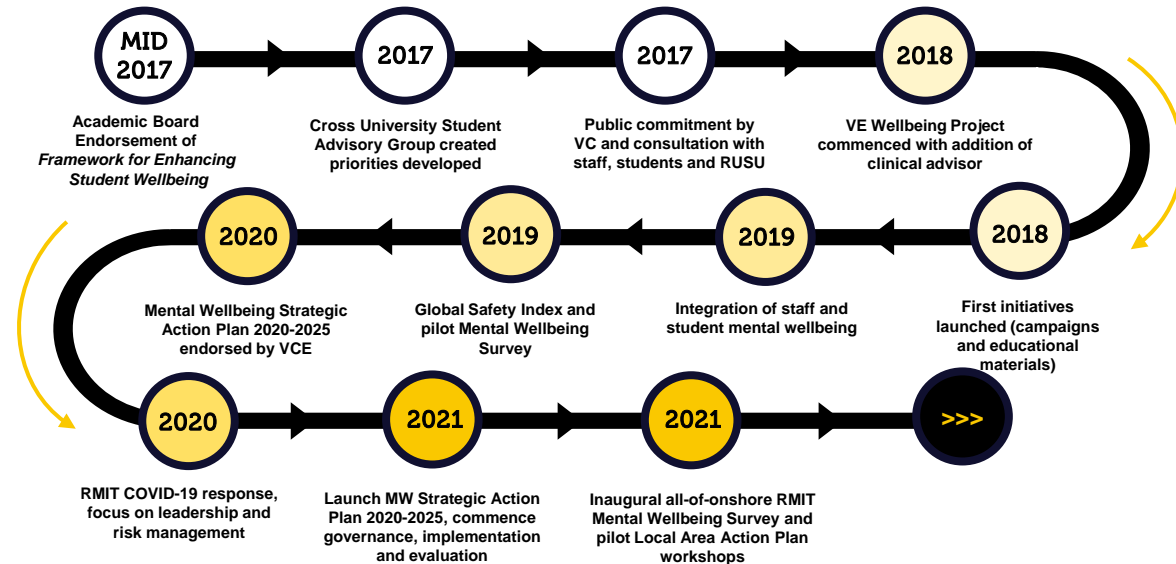 MID
2017
Academic Board
Endorsement of
Framework for Enhancing
Student Wellbeing
2017
Cross University Student
Advisory Group created
priorities developed
2017
Public commitment by
VC and consultation with
staff, students and RUSU
2018
VE Wellbeing Project
commenced with addition of
clinical advisor
2018
First initiatives
launched (campaigns
and educational
materials)
2019
Integration of staff and
student mental wellbeing
2019
Global Safety Index and
pilot Mental Wellbeing
Survey
2020
Mental Wellbeing Strategic
Action Plan 2020-2025
endorsed by VCE
2020
RMIT COVID-19 response,
focus on leadership and
risk management
2021
Launch MW Strategic Action
Plan 2020-2025, commence
governance, implementation
and evaluation
2021
Inaugural all-of-onshore RMIT
Mental Wellbeing Survey and
pilot Local Area Action Plan
workshops
>>>